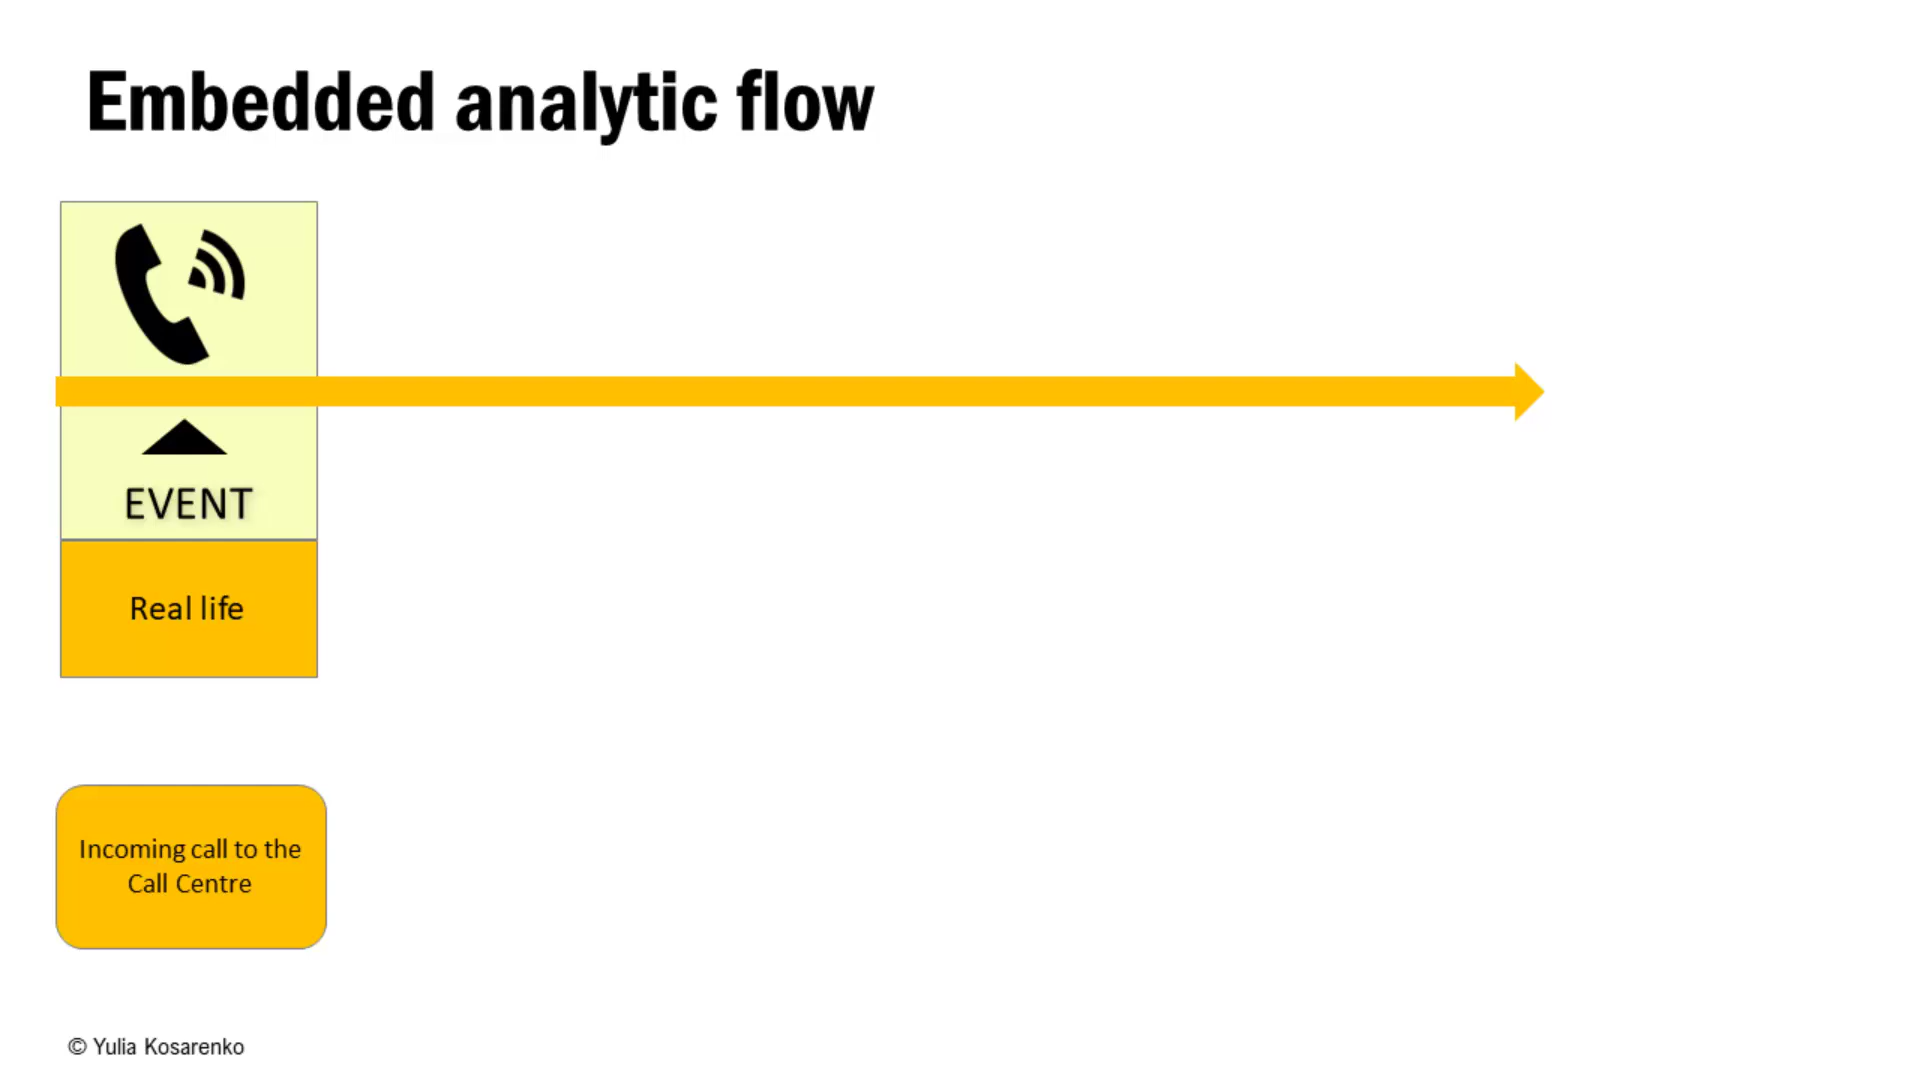 Embedded analytic flow
EVENT
Real life
Incoming call to the
Call Centre
© Yulia Kosarenko